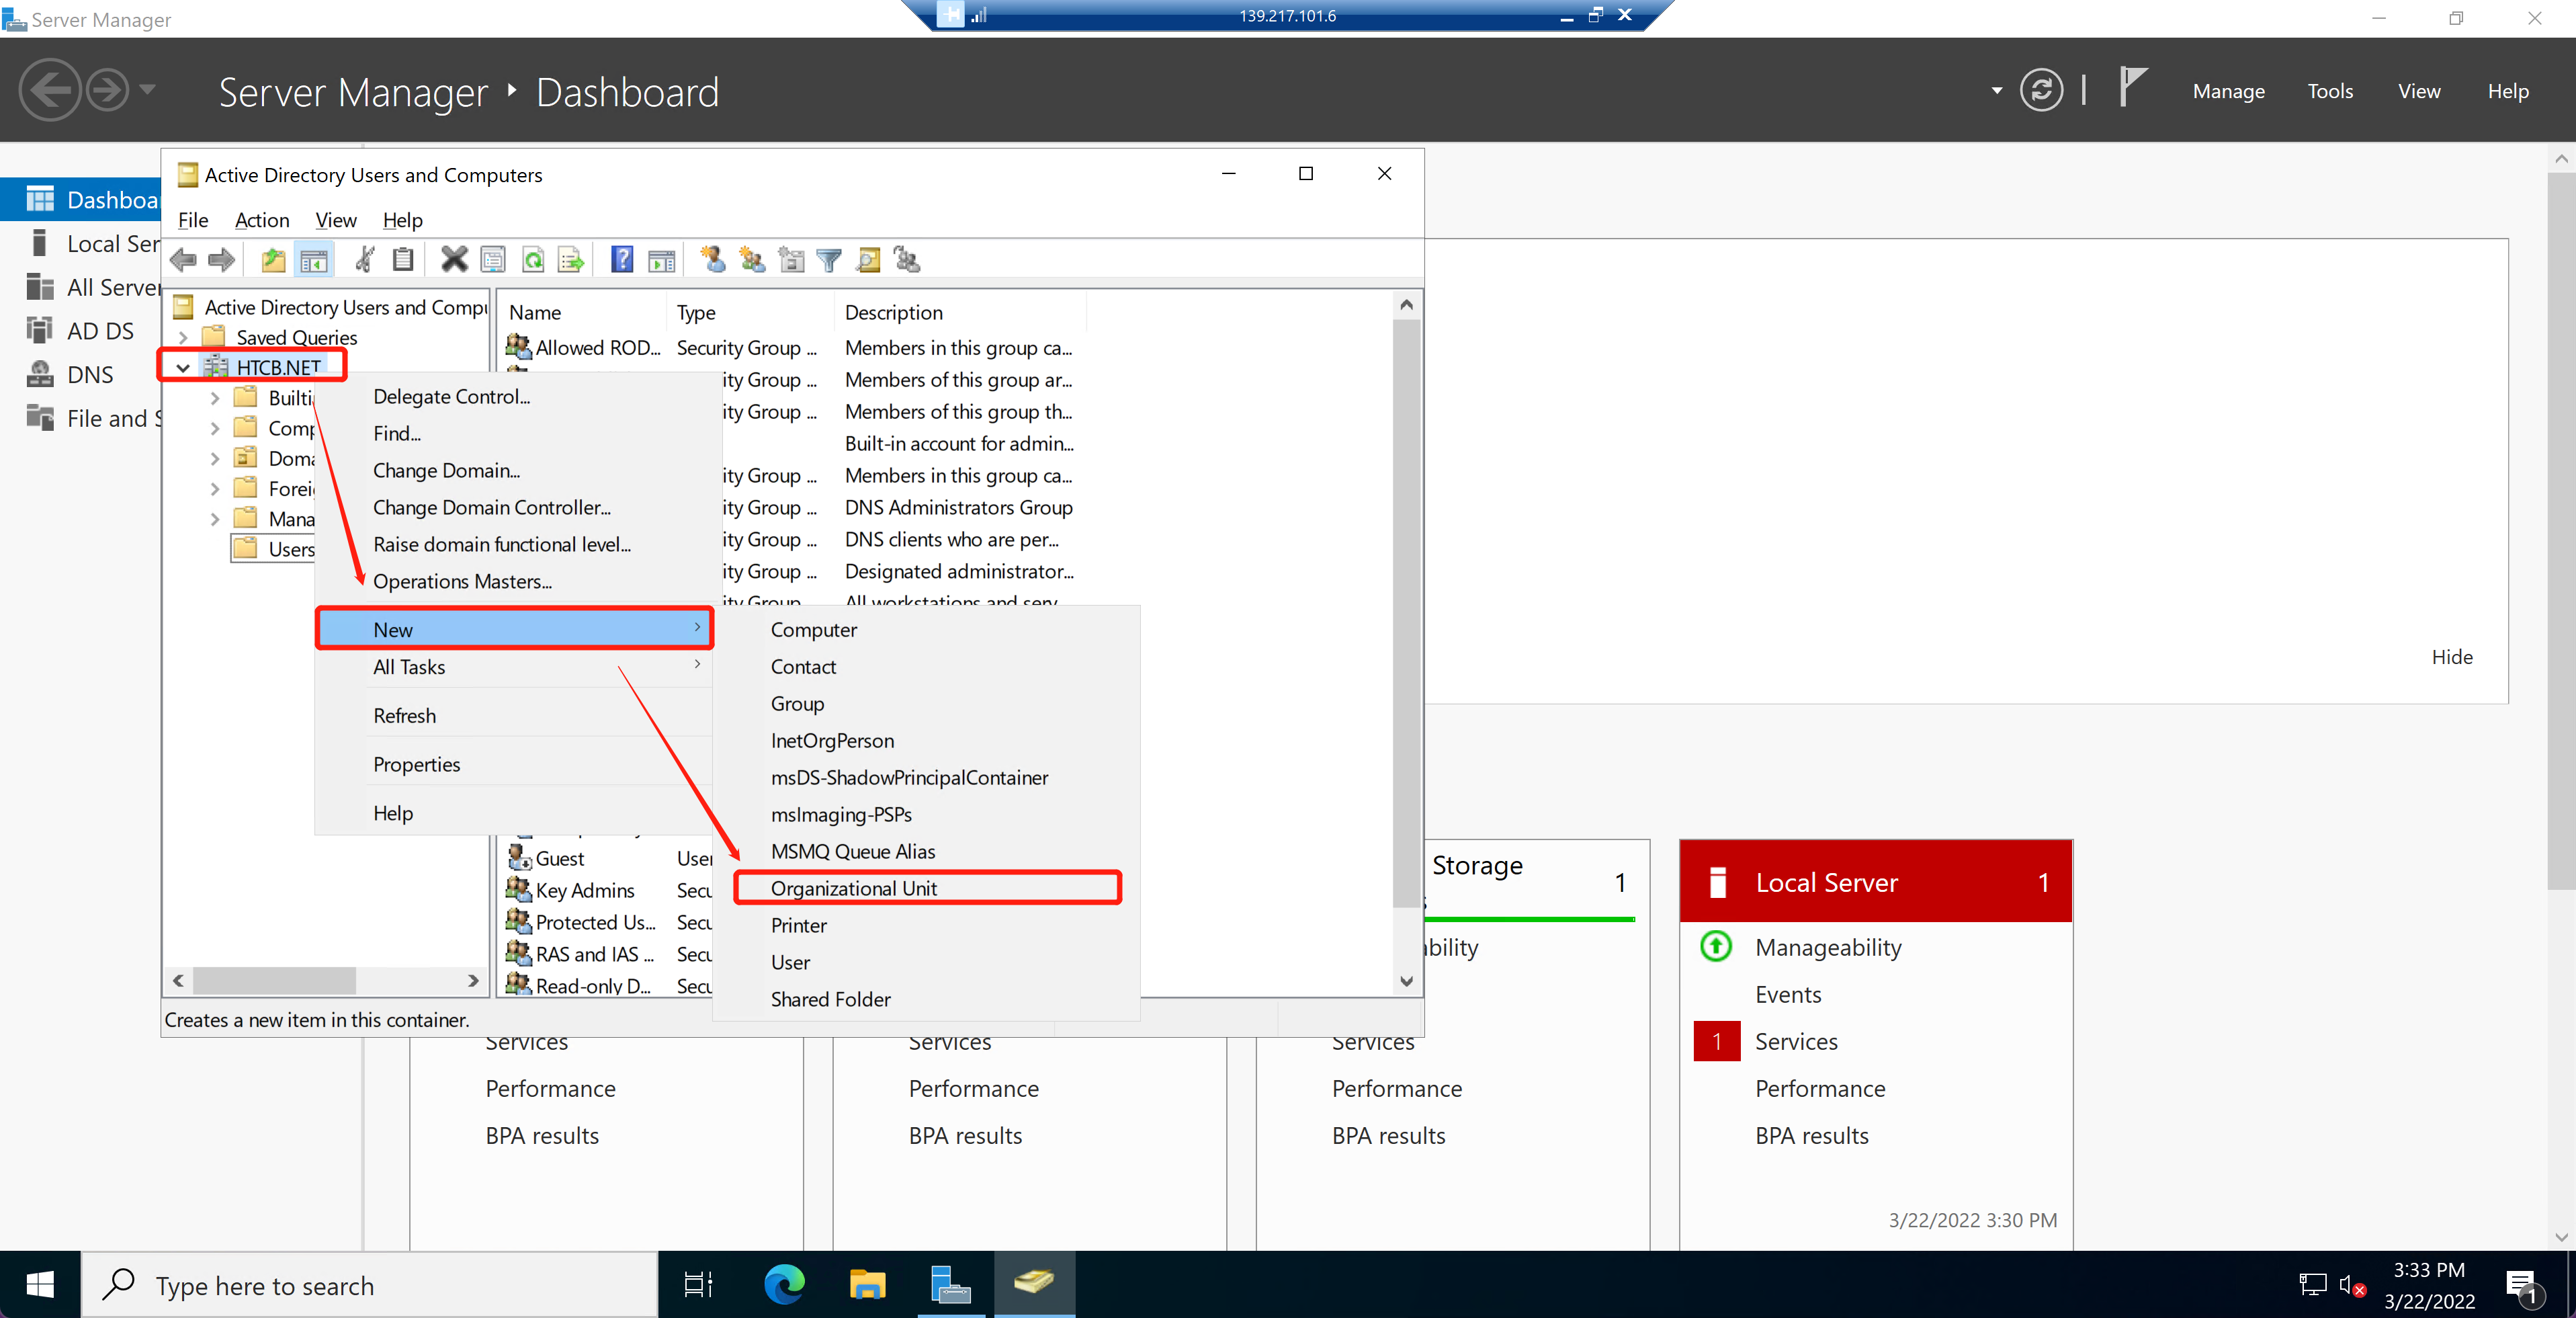 Server Manager
139.217.101.6
Server Manager
Dashboard
Manage
Tools
View
Help
Active Directory Users and Computers
File
Action
View
Help
Local Ser
All Server
AD DS
DNS
File and S
Active Directory Users and Compu
Saved Queries
HTCB.NET
Builti
Comp
Doma
Forei
Mana
Users
Name
Type
Description
Allowed ROD...
Security Group ...
Members in this group ca...
ity Group ...
Members of this group ar...
ity Group ...
Members of this group th...
Built-in account for admin...
ity Group ...
Members in this group ca...
ity Group ...
DNS Administrators Group
ity Group ...
DNS clients who are per...
ity Group ...
Designated administrator...
ity Group
All workstations and serv
Delegate Control...
Find...
Change Domain...
Change Domain Controller...
Raise domain functional level...
Operations Masters...
New
All Tasks
Refresh
Properties
Help
Computer
Contact
Group
InetOrgPerson
msDS-ShadowPrincipalContainer
msImaging-PSPs
MSMQ Queue Alias
Organizational Unit
Printer
User
Shared Folder
Guest
User
Key Admins
Secu
Protected Us...
Secu
RAS and IAS ...
Secu
Read-only D...
Secu
Creates a new item in this container.
Hide
Services
Performance
BPA results
Services
Performance
BPA results
Storage
1
ability
Services
Performance
BPA results
Local Server
1
Manageability
Events
1
Services
Performance
BPA results
3/22/2022 3:30 PM
Type here to search
3:33 PM
3/22/2022
1